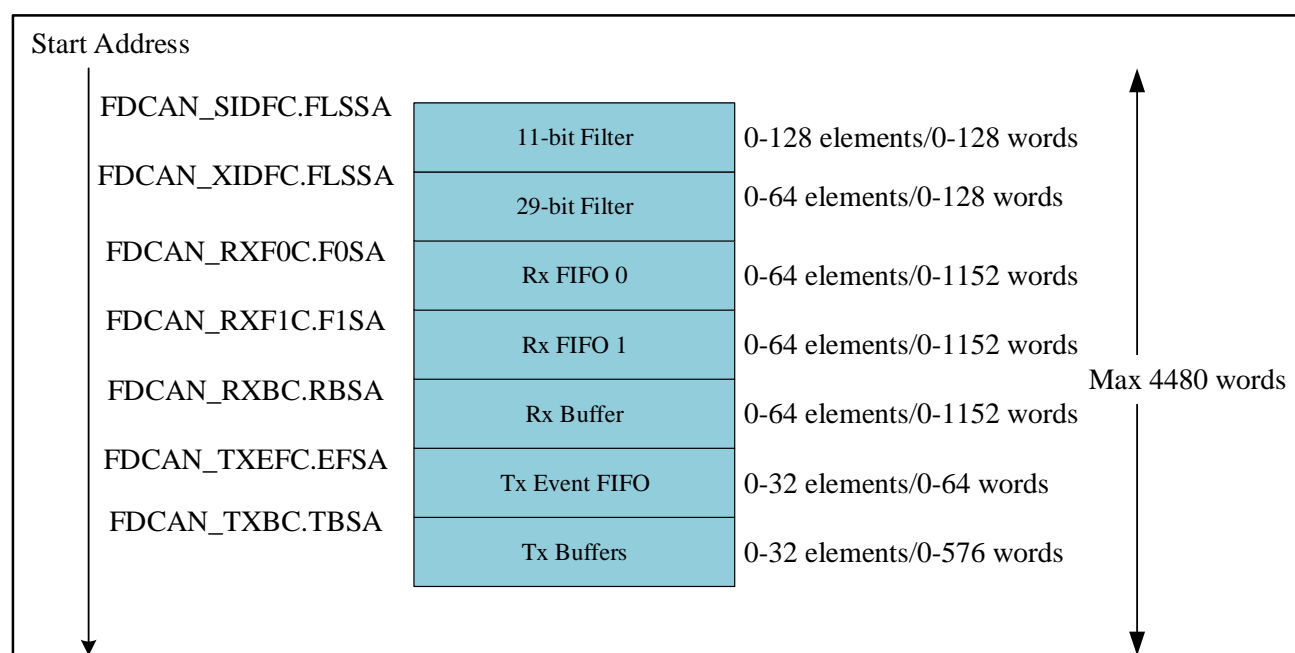 Start Address
FDCAN_SIDFC.FLSSA
11-bit Filter
0-128 elements/0-128 words
FDCAN_XIDFC.FLSSA
29-bit Filter
0-64 elements/0-128 words
FDCAN_RXF0C.F0SA
Rx FIFO 0
0-64 elements/0-1152 words
FDCAN_RXF1C.F1SA
Rx FIFO 1
0-64 elements/0-1152 words
Max 4480 words
FDCAN_RXBC.RBSA
Rx Buffer
0-64 elements/0-1152 words
FDCAN_TXEFC.EFSA
Tx Event FIFO
0-32 elements/0-64 words
FDCAN_TXBC.TBSA
Tx Buffers
0-32 elements/0-576 words